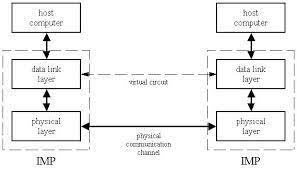 host
computer
host
computer
data link
layer
virtual circuit
data link
layer
physical
layer
physical
communication
channel
physical
layer
IMP
IMP